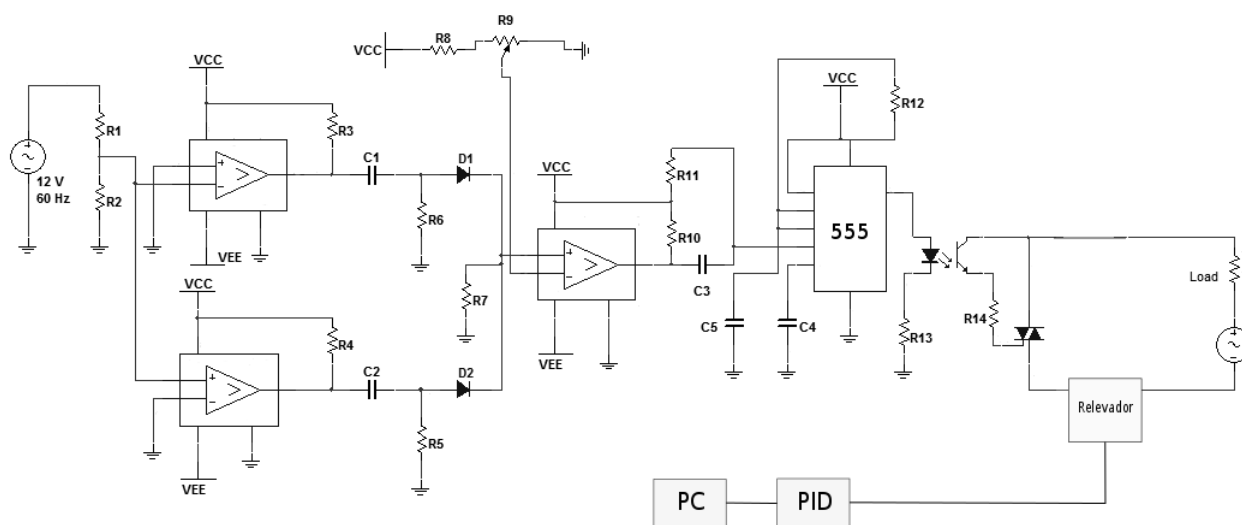 R9
R8
VCC
VCC
VCC
R12
R1
R3
R11
C1
D1
VCC
+
−
12 V
60 Hz
R2
R6
555
R10
VEE
+
−
Load
VCC
R7
C3
R14
R4
C5
C4
R13
C2
D2
VEE
+
−
R5
Relevador
VEE
PC
PID